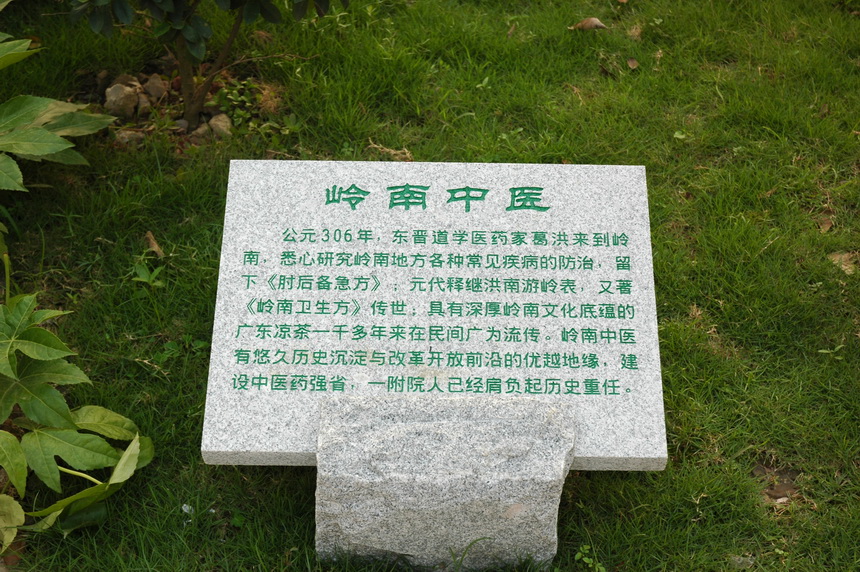 岭南中医
公元306年，东晋道学医药家葛洪来到岭
南，悉心研究岭南地方各种常见疾病的防治，留
下《肘后备急方》；元代释继洪南游岭表，又著
《岭南卫生方》传世；具有深厚岭南文化底蕴的
广东凉茶一千多年来在民间广为流传。岭南中医
有悠久历史沉淀与改革开放前沿的优越地缘，建
设中医药强省，一附院人已经肩负起历史重任。